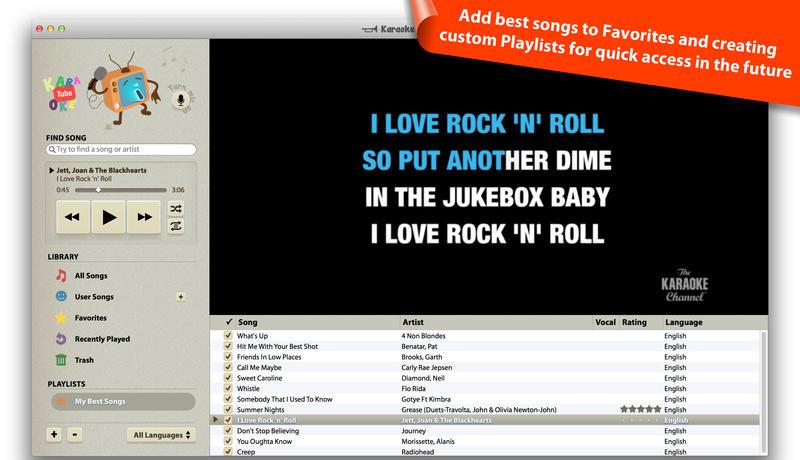 Add best songs to Favorites and creating
custom Playlists for quick access in the future
Karaoke
KARA
Tube
OKE
Turn mic
FIND SONG
Try to find a song or artist
Jett, Joan & The Blackhearts
I Love Rock 'n' Roll
0:45
3:06
LIBRARY
All Songs
User Songs
+
Favorites
Recently Played
Trash
PLAYLISTS
My Best Songs
+
-
All Languages
I LOVE ROCK 'N' ROLL
SO PUT ANOTHER DIME
IN THE JUKEBOX BABY
I LOVE ROCK 'N' ROLL
The
KARAOKE
Channel
✓ Song Artist Vocal Rating Language
What's Up 4 Non Blondes English
Hit Me With Your Best Shot Benatar, Pat English
Friends In Low Places Brooks, Garth English
Call Me Maybe Carly Rae Jepsen English
Sweet Caroline Diamond, Neil English
Whistle Flo Rida English
Somebody That I Used To Know Gotye Ft Kimbra English
Summer Nights Grease (Duets-Travolta, John & Olivia Newton-John) ★★★★★ English
I Love Rock 'n' Roll Jett, Joan & The Blackhearts English
Don't Stop Believing Journey English
You Oughta Know Morissette, Alanis English
Creep Radiohead English